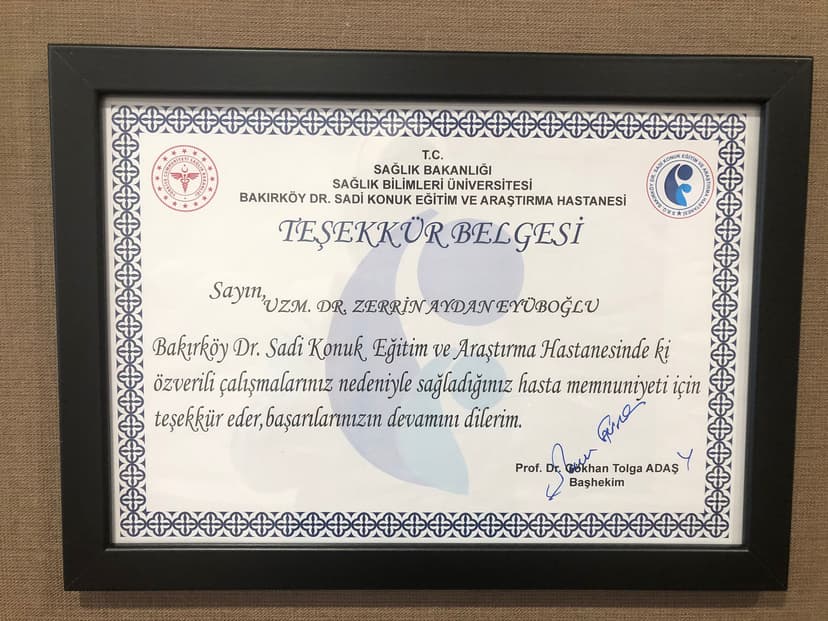 T.C.
SAĞLIK BAKANLIĞI
SAĞLIK BİLİMLERİ ÜNİVERSİTESİ
BAKIRKÖY DR. SADİ KONUK EĞİTİM VE ARAŞTIRMA HASTANESİ
TEŞEKKÜR BELGESİ
Sayın,
UZM. DR. ZERRİN AYDAN EYÜBOĞLU
Bakırköy Dr. Sadi Konuk Eğitim ve Araştırma Hastanesinde ki
özverili çalışmalarınız nedeniyle sağladığınız hasta memnuniyeti için
teşekkür eder,başarılarınızın devamını dilerim.
Prof. Dr. Gökhan Tolga ADAŞ
Başhekim